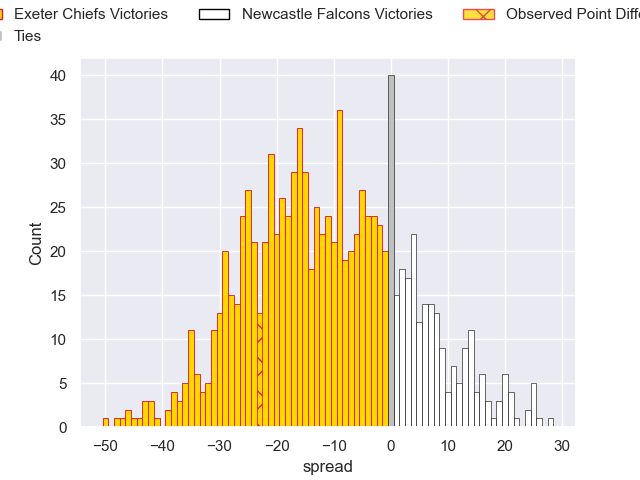 Exeter Chiefs Victories Newcastle Falcons Victories Observed Point
Ties
40
35
30
25
20
15
10
5
0
Count
−50 −40 −30 −20 −10 0 10 20 30
spread